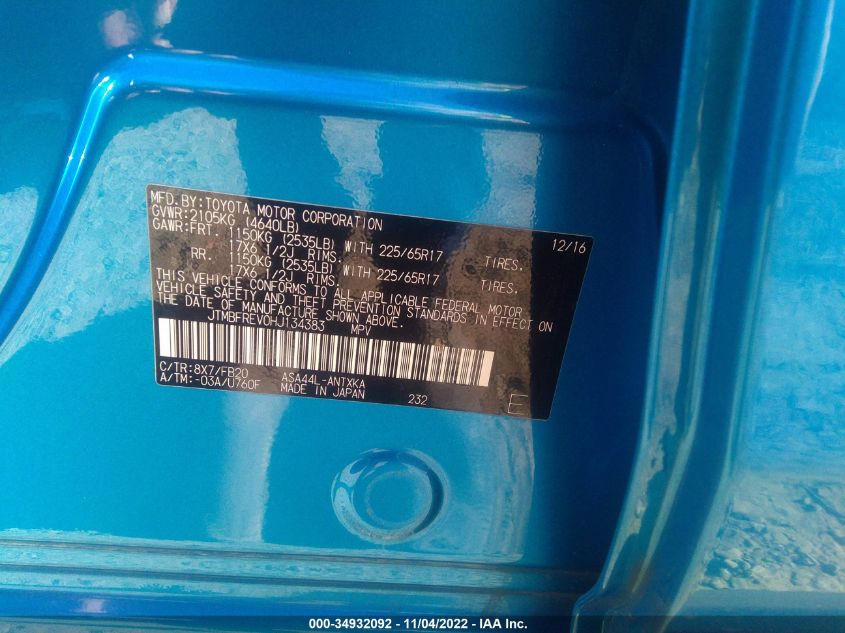 MFD.BY:TOYOTA MOTOR CORPORATION 12/16
GVWR:2105KG (4640LB)
GAWR:FRT. 1150KG (2535LB) WITH 225/65R17 TIRES.
17X6 1/2J RIMS.
RR. 1150KG (2535LB) WITH 225/65R17 TIRES.
17X6 1/2J RIMS.
THIS VEHICLE CONFORMS TO ALL APPLICABLE FEDERAL MOTOR
VEHICLE SAFETY AND THEFT PREVENTION STANDARDS IN EFFECT ON
THE DATE OF MANUFACTURE SHOWN ABOVE.
JTMBFREV0HJ134383 MPV
C/TR:8X7/FB20 ASA44L-ANTXKA
A/TM:-03A/U760F MADE IN JAPAN 232 E
000-34932092 - 11/04/2022 - IAA Inc.